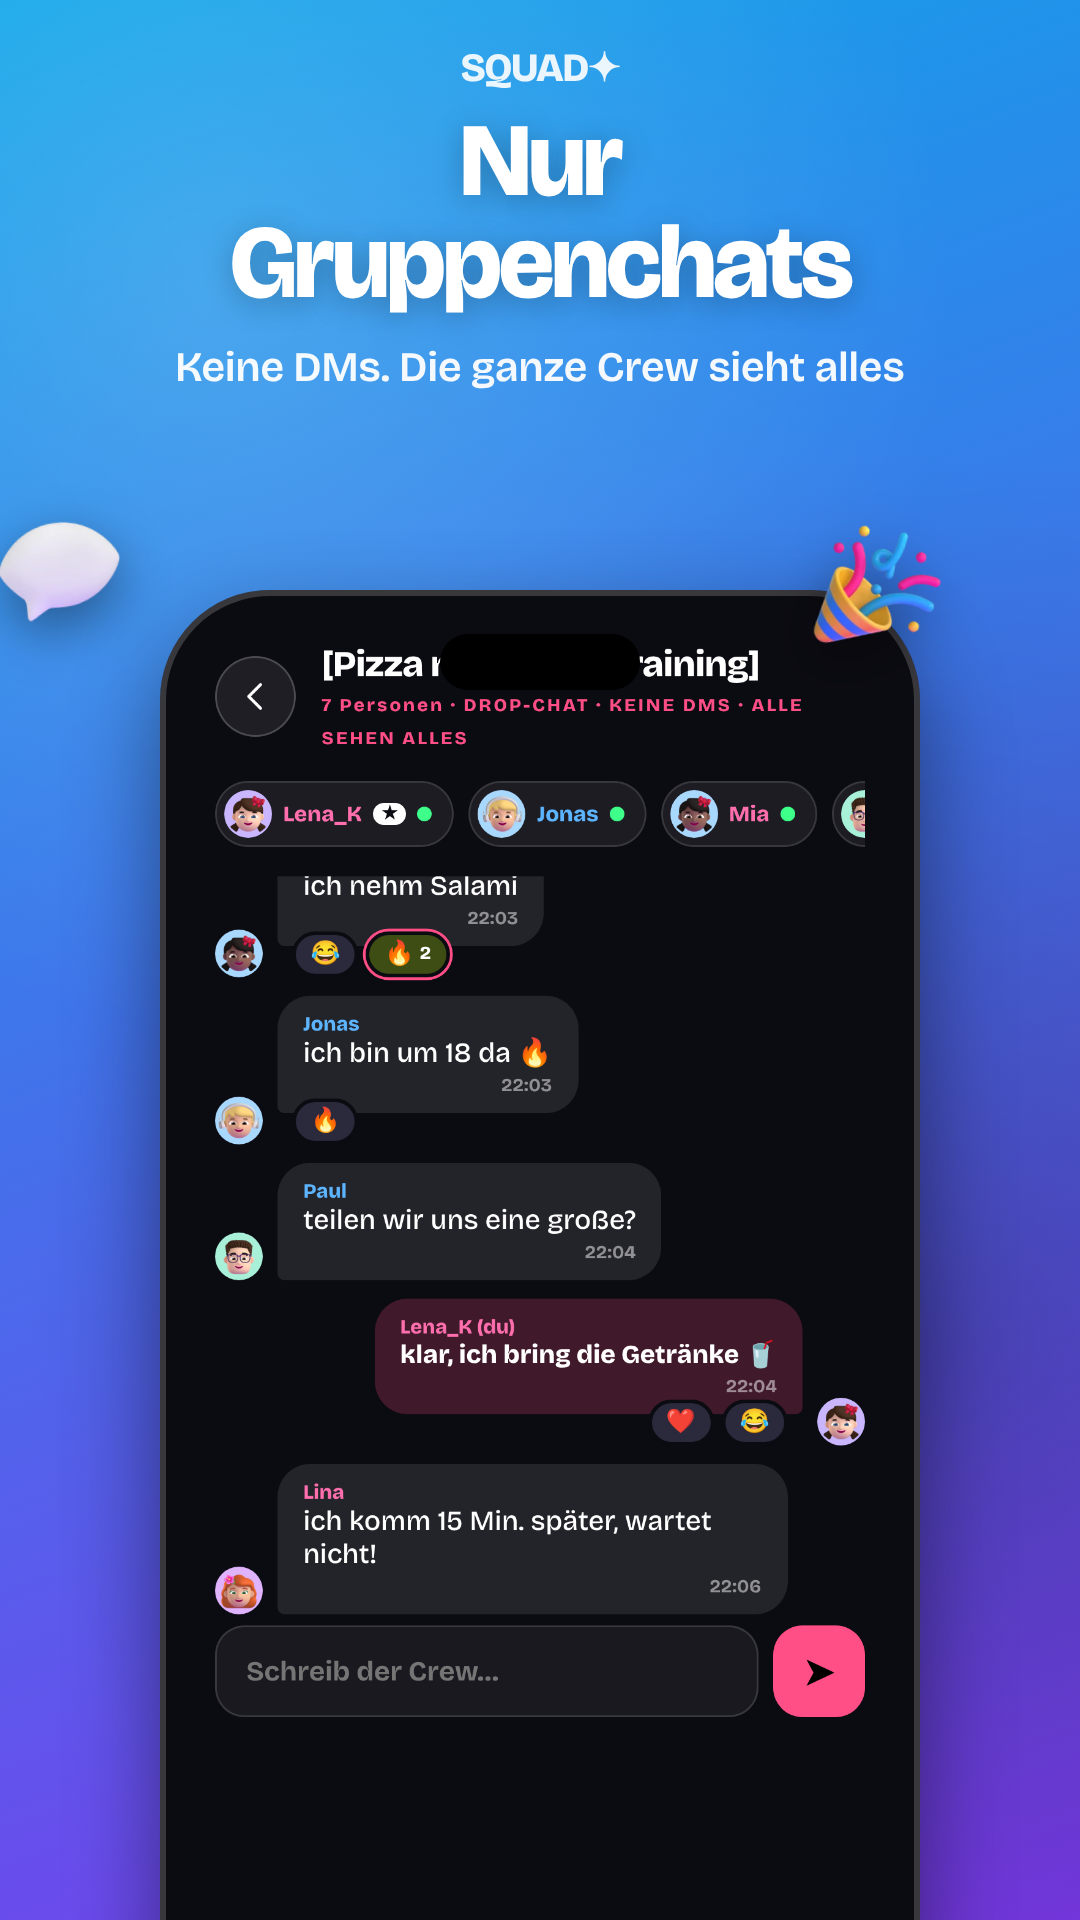 SQUAD✦
Nur
Gruppenchats
Keine DMs. Die ganze Crew sieht alles
[Pizza raining]
7 Personen · DROP-CHAT · KEINE DMS · ALLE
SEHEN ALLES
Lena_K ★
Jonas
Mia
ich nehm Salami
22:03
😂 🔥 2
Jonas
ich bin um 18 da 🔥
22:03
🔥
Paul
teilen wir uns eine große?
22:04
Lena_K (du)
klar, ich bring die Getränke 🥤
22:04
❤️ 😂
Lina
ich komm 15 Min. später, wartet
nicht!
22:06
Schreib der Crew...